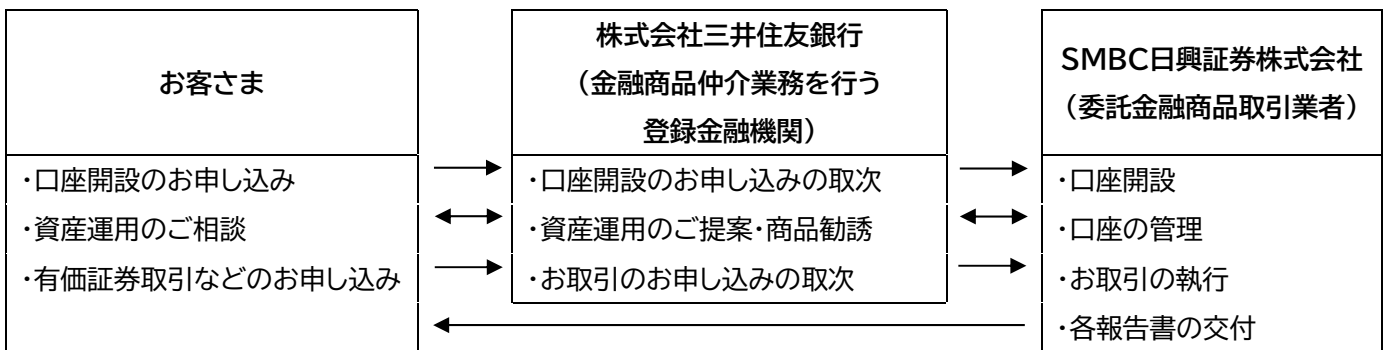 お客さま
株式会社三井住友銀行
（金融商品仲介業務を行う
登録金融機関）
SMBC日興証券株式会社
（委託金融商品取引業者）
・口座開設のお申し込み
・資産運用のご相談
・有価証券取引などのお申し込み
・口座開設のお申し込みの取次
・資産運用のご提案・商品勧誘
・お取引のお申し込みの取次
・口座開設
・口座の管理
・お取引の執行
・各報告書の交付